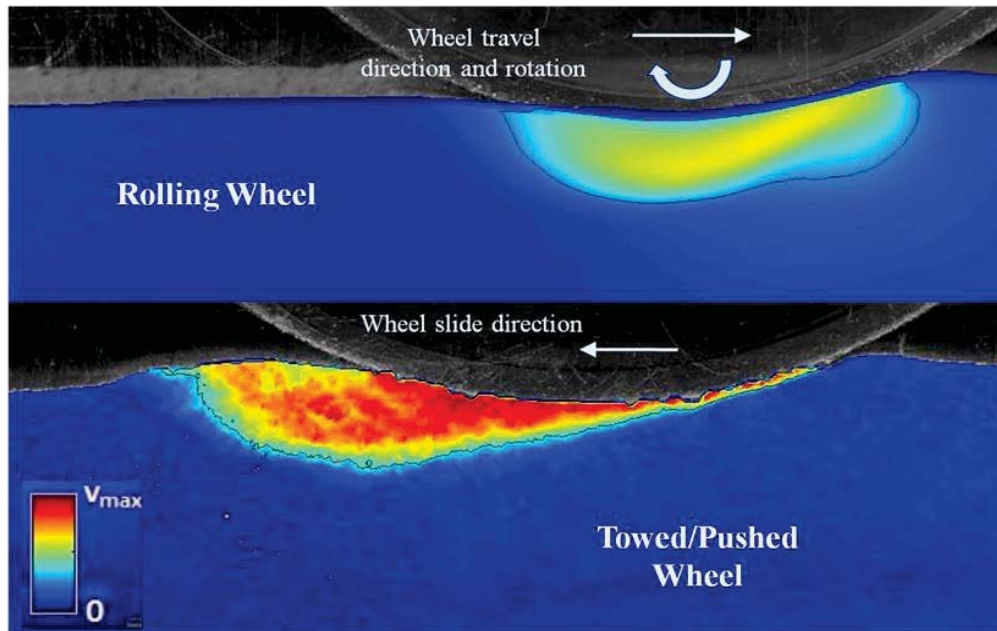 Wheel travel
direction and rotation
Rolling Wheel
Wheel slide direction
Vmax
0
Towed/Pushed
Wheel